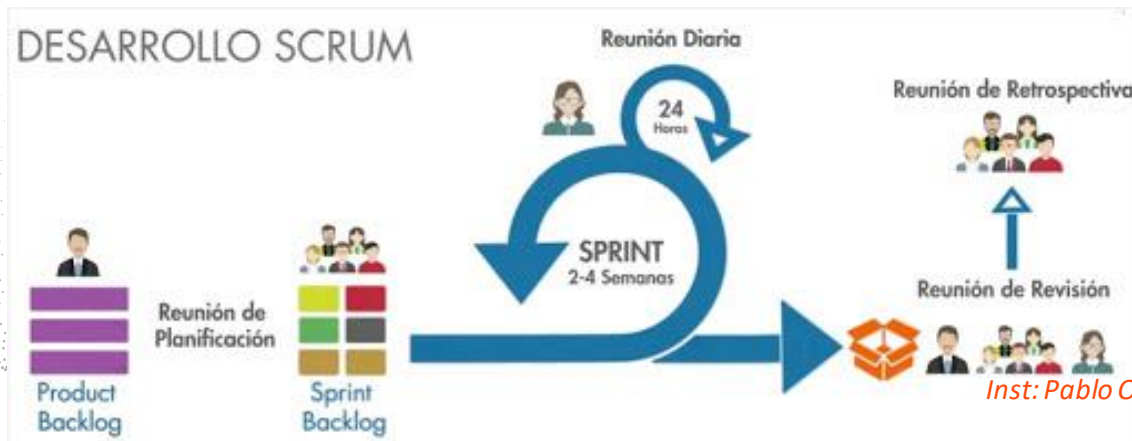 DESARROLLO SCRUM
Reunión Diaria
24
Horas
Reunión de Retrospectiva
SPRINT
2-4 Semanas
Reunión de
Planificación
Reunión de Revisión
Product
Backlog
Sprint
Backlog
Inst: Pablo